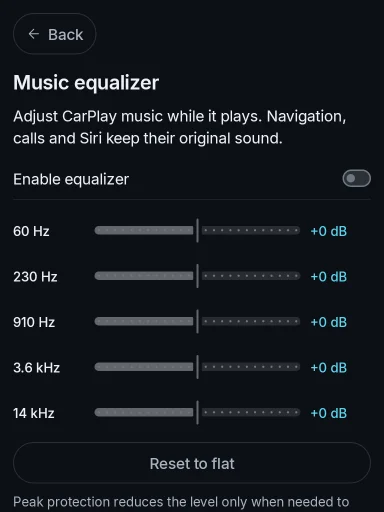 Back
Music equalizer
Adjust CarPlay music while it plays. Navigation,
calls and Siri keep their original sound.
Enable equalizer
60 Hz +0 dB
230 Hz +0 dB
910 Hz +0 dB
3.6 kHz +0 dB
14 kHz +0 dB
Reset to flat
Peak protection reduces the level only when needed to